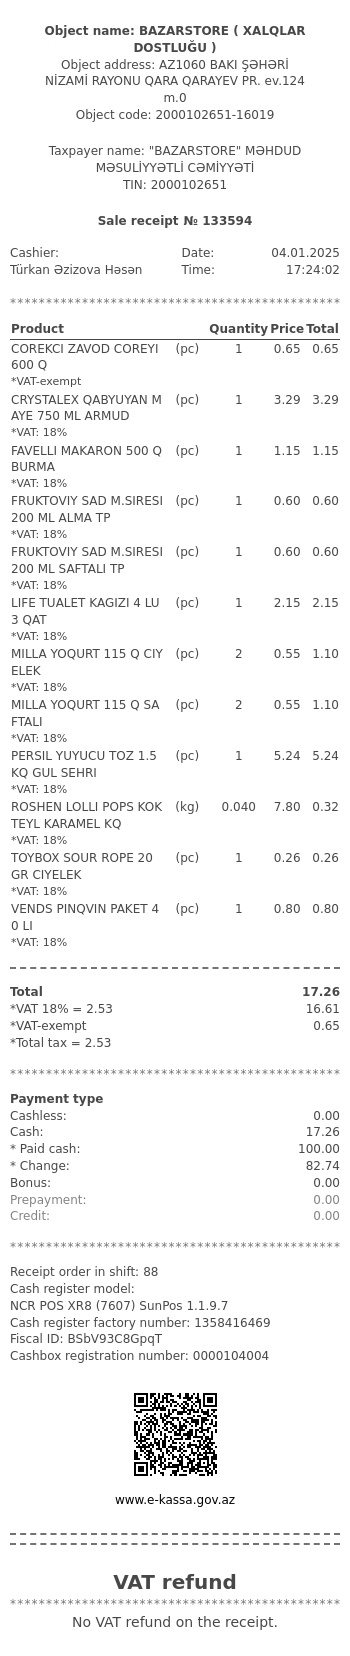 Object name: BAZARSTORE ( XALQLAR
DOSTLUĞU )
Object address: AZ1060 BAKI ŞƏHƏRİ
NİZAMİ RAYONU QARA QARAYEV PR. ev.124
m.0
Object code: 2000102651-16019
Taxpayer name: "BAZARSTORE" MƏHDUD
MƏSULİYYƏTLİ CƏMİYYƏTİ
TIN: 2000102651
Sale receipt № 133594
Cashier: Date: 04.01.2025
Türkan Əzizova Həsən Time: 17:24:02
************************************************
Product Quantity Price Total
COREKCI ZAVOD COREYI (pc) 1 0.65 0.65
600 Q
*VAT-exempt
CRYSTALEX QABYUYAN M (pc) 1 3.29 3.29
AYE 750 ML ARMUD
*VAT: 18%
FAVELLI MAKARON 500 Q (pc) 1 1.15 1.15
BURMA
*VAT: 18%
FRUKTOVIY SAD M.SIRESI (pc) 1 0.60 0.60
200 ML ALMA TP
*VAT: 18%
FRUKTOVIY SAD M.SIRESI (pc) 1 0.60 0.60
200 ML SAFTALI TP
*VAT: 18%
LIFE TUALET KAGIZI 4 LU (pc) 1 2.15 2.15
3 QAT
*VAT: 18%
MILLA YOQURT 115 Q CIY (pc) 2 0.55 1.10
ELEK
*VAT: 18%
MILLA YOQURT 115 Q SA (pc) 2 0.55 1.10
FTALI
*VAT: 18%
PERSIL YUYUCU TOZ 1.5 (pc) 1 5.24 5.24
KQ GUL SEHRI
*VAT: 18%
ROSHEN LOLLI POPS KOK (kg) 0.040 7.80 0.32
TEYL KARAMEL KQ
*VAT: 18%
TOYBOX SOUR ROPE 20 (pc) 1 0.26 0.26
GR CIYELEK
*VAT: 18%
VENDS PINQVIN PAKET 4 (pc) 1 0.80 0.80
0 LI
*VAT: 18%
Total 17.26
*VAT 18% = 2.53 16.61
*VAT-exempt 0.65
*Total tax = 2.53
************************************************
Payment type
Cashless: 0.00
Cash: 17.26
* Paid cash: 100.00
* Change: 82.74
Bonus: 0.00
Prepayment: 0.00
Credit: 0.00
************************************************
Receipt order in shift: 88
Cash register model:
NCR POS XR8 (7607) SunPos 1.1.9.7
Cash register factory number: 1358416469
Fiscal ID: BSbV93C8GpqT
Cashbox registration number: 0000104004
www.e-kassa.gov.az
VAT refund
************************************************
No VAT refund on the receipt.